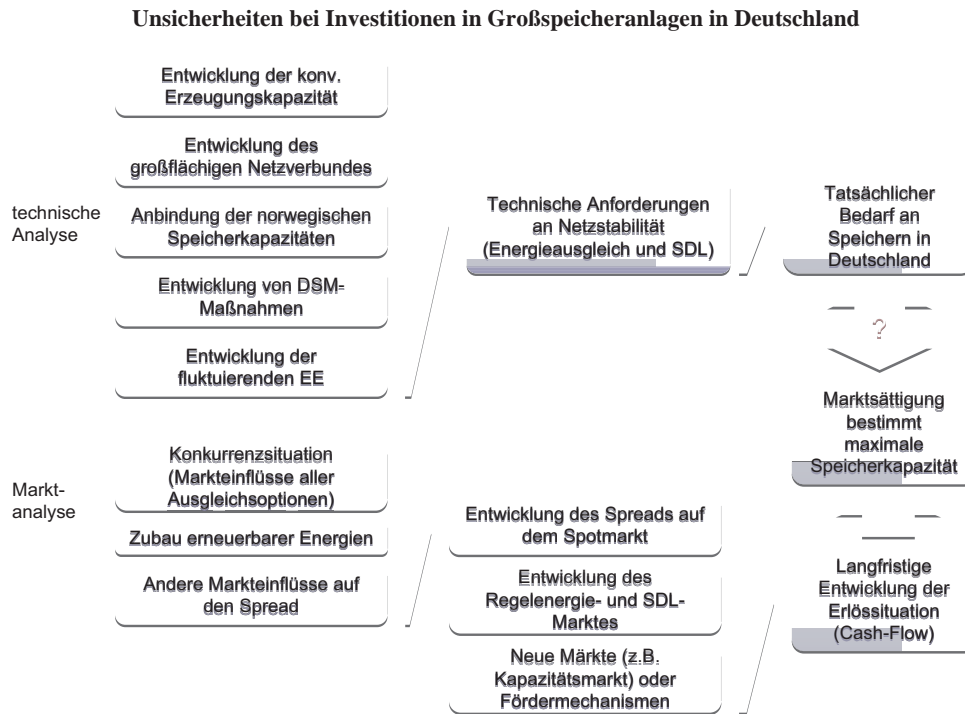 Unsicherheiten bei Investitionen in Großspeicheranlagen in Deutschland
technische
Analyse
Entwicklung der konv.
Erzeugungskapazität
Entwicklung des
großflächigen Netzverbundes
Anbindung der norwegischen
Speicherkapazitäten
Entwicklung von DSM-
Maßnahmen
Entwicklung der
fluktuierenden EE
Technische Anforderungen
an Netzstabilität
(Energieausgleich und SDL)
Tatsächlicher
Bedarf an
Speichern in
Deutschland
?
Marktsättigung
bestimmt
maximale
Speicherkapazität
Markt-
analyse
Konkurrenzsituation
(Markteinflüsse aller
Ausgleichsoptionen)
Zubau erneuerbarer Energien
Andere Markteinflüsse auf
den Spread
Entwicklung des Spreads auf
dem Spotmarkt
Entwicklung des
Regelenergie- und SDL-
Marktes
Neue Märkte (z.B.
Kapazitätsmarkt) oder
Fördermechanismen
Langfristige
Entwicklung der
Erlössituation
(Cash-Flow)